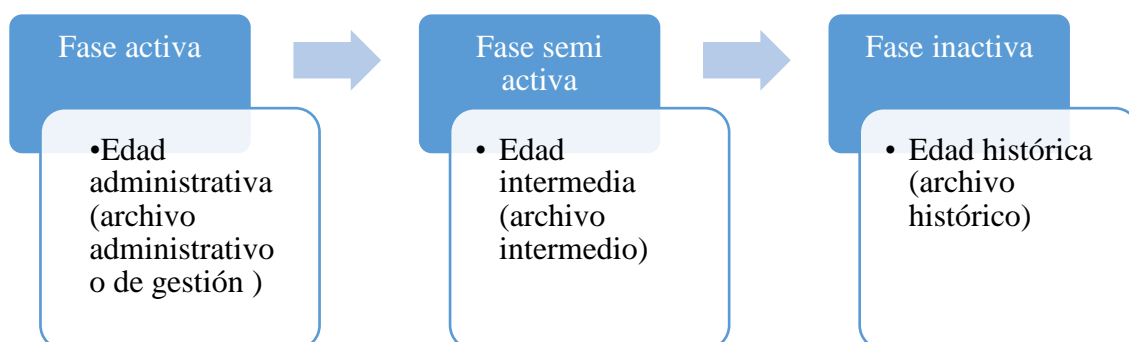 Fase activa
•Edad
administrativa
(archivo
administrativo
o de gestión )
Fase semi
activa
• Edad
intermedia
(archivo
intermedio)
Fase inactiva
• Edad histórica
(archivo
histórico)